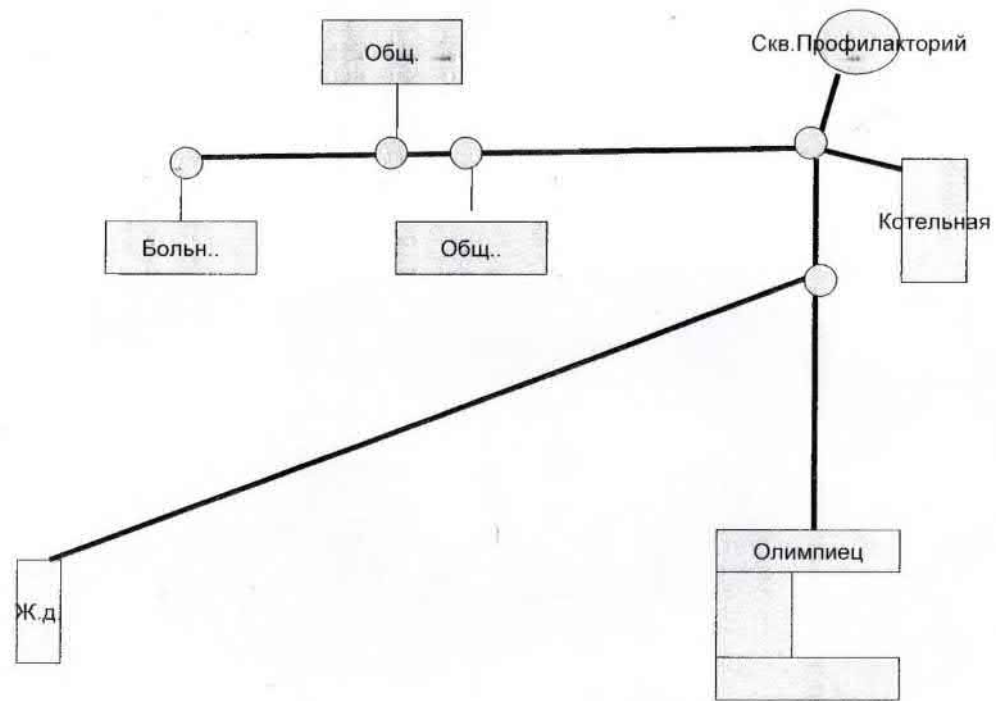 Общ.
Скв.Профилакторий
Котельная
Больн..
Общ..
Олимпиец
Ж.д.